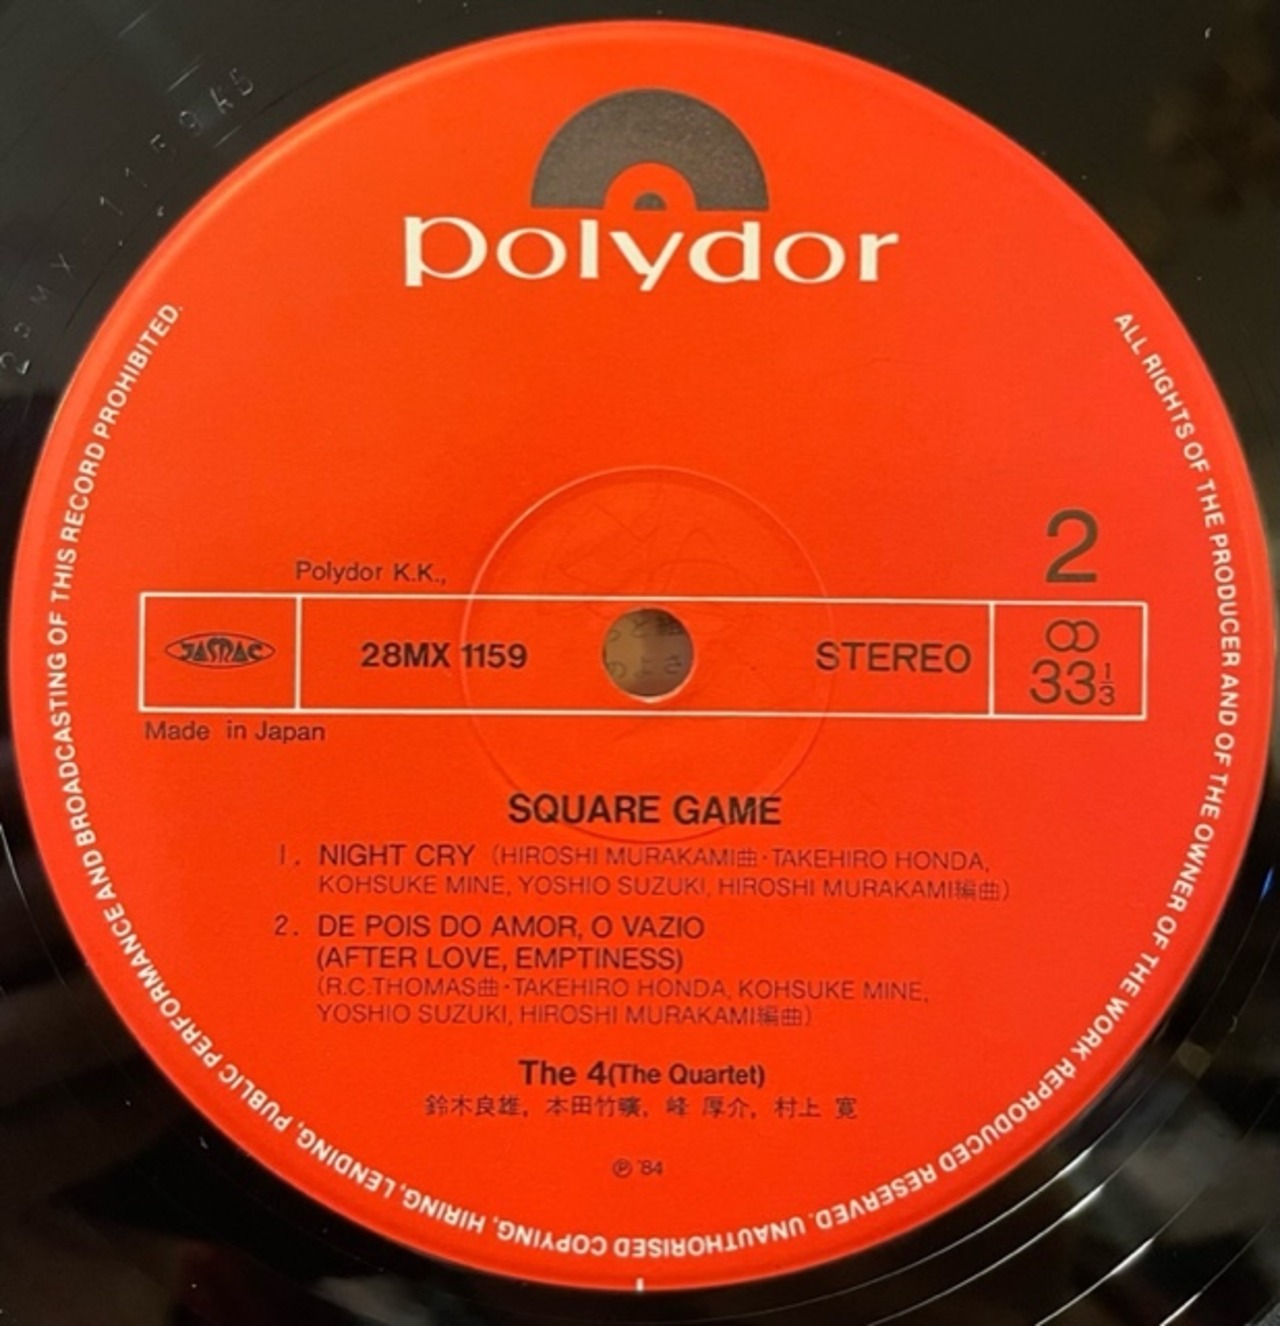 polydor
ALL RIGHTS OF THE PRODUCER AND OF THE OWNER OF THE WORK REPRODUCED RESERVED. UNAUTHORISED COPYING, HIRING, LENDING, PUBLIC PERFORMANCE AND BROADCASTING OF THIS RECORD PROHIBITED.
2
Polydor K.K.,
JASRAC
28MX 1159
STEREO
33 1/3
Made in Japan
SQUARE GAME
1. NIGHT CRY (HIROSHI MURAKAMI曲・TAKEHIRO HONDA,
KOHSUKE MINE, YOSHIO SUZUKI, HIROSHI MURAKAMI編曲)
2. DE POIS DO AMOR, O VAZIO
(AFTER LOVE, EMPTINESS)
(R.C.THOMAS曲・TAKEHIRO HONDA, KOHSUKE MINE,
YOSHIO SUZUKI, HIROSHI MURAKAMI編曲)
The 4(The Quartet)
鈴木良雄, 本田竹曠, 峰 厚介, 村上 寛
℗ '84